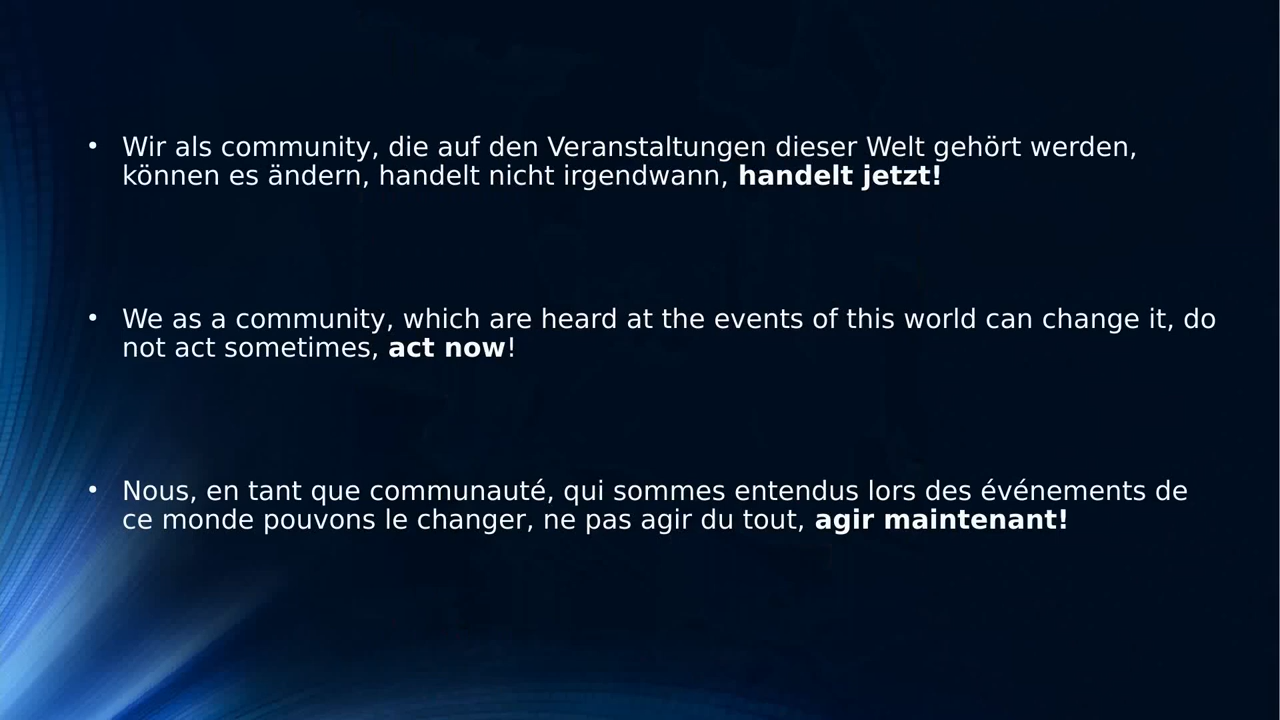 • Wir als community, die auf den Veranstaltungen dieser Welt gehört werden,
können es ändern, handelt nicht irgendwann, handelt jetzt!
• We as a community, which are heard at the events of this world can change it, do
not act sometimes, act now!
• Nous, en tant que communauté, qui sommes entendus lors des événements de
ce monde pouvons le changer, ne pas agir du tout, agir maintenant!